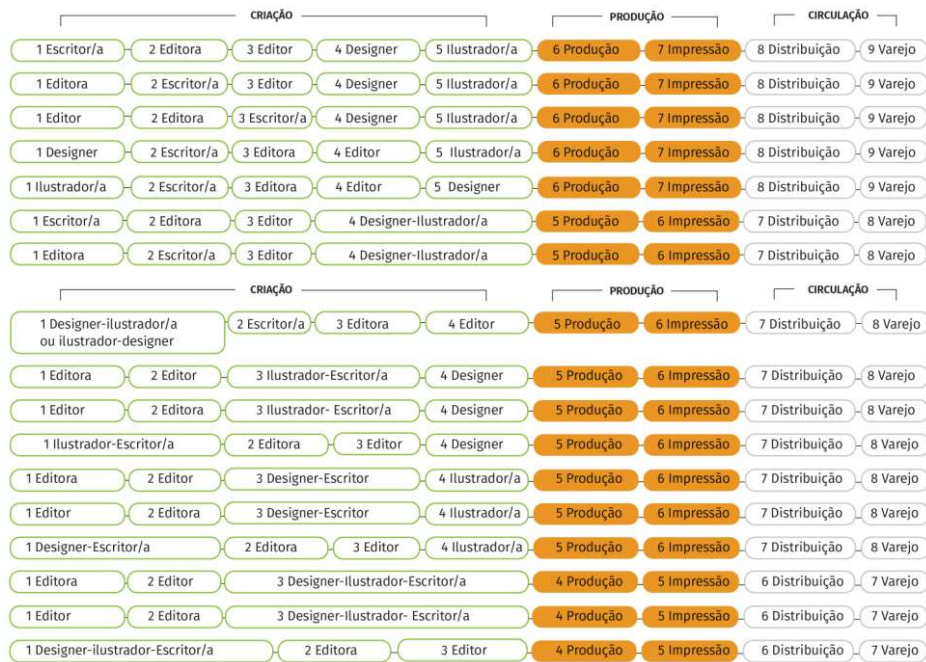 CRIAÇÃO PRODUÇÃO CIRCULAÇÃO
1 Escritor/a 2 Editora 3 Editor 4 Designer 5 Ilustrador/a 6 Produção 7 Impressão 8 Distribuição 9 Varejo
1 Editora 2 Escritor/a 3 Editor 4 Designer 5 Ilustrador/a 6 Produção 7 Impressão 8 Distribuição 9 Varejo
1 Editor 2 Editora 3 Escritor/a 4 Designer 5 Ilustrador/a 6 Produção 7 Impressão 8 Distribuição 9 Varejo
1 Designer 2 Escritor/a 3 Editora 4 Editor 5 Ilustrador/a 6 Produção 7 Impressão 8 Distribuição 9 Varejo
1 Ilustrador/a 2 Escritor/a 3 Editora 4 Editor 5 Designer 6 Produção 7 Impressão 8 Distribuição 9 Varejo
1 Escritor/a 2 Editora 3 Editor 4 Designer-Ilustrador/a 5 Produção 6 Impressão 7 Distribuição 8 Varejo
1 Editora 2 Escritor/a 3 Editor 4 Designer-Ilustrador/a 5 Produção 6 Impressão 7 Distribuição 8 Varejo
CRIAÇÃO PRODUÇÃO CIRCULAÇÃO
1 Designer-ilustrador/a 2 Escritor/a 3 Editora 4 Editor 5 Produção 6 Impressão 7 Distribuição 8 Varejo
ou ilustrador-designer
1 Editora 2 Editor 3 Ilustrador-Escritor/a 4 Designer 5 Produção 6 Impressão 7 Distribuição 8 Varejo
1 Editor 2 Editora 3 Ilustrador- Escritor/a 4 Designer 5 Produção 6 Impressão 7 Distribuição 8 Varejo
1 Ilustrador-Escritor/a 2 Editora 3 Editor 4 Designer 5 Produção 6 Impressão 7 Distribuição 8 Varejo
1 Editora 2 Editor 3 Designer-Escritor 4 Ilustrador/a 5 Produção 6 Impressão 7 Distribuição 8 Varejo
1 Editor 2 Editora 3 Designer-Escritor 4 Ilustrador/a 5 Produção 6 Impressão 7 Distribuição 8 Varejo
1 Designer-Escritor/a 2 Editora 3 Editor 4 Ilustrador/a 5 Produção 6 Impressão 7 Distribuição 8 Varejo
1 Editora 2 Editor 3 Designer-Ilustrador-Escritor/a 4 Produção 5 Impressão 6 Distribuição 7 Varejo
1 Editor 2 Editora 3 Designer-Ilustrador- Escritor/a 4 Produção 5 Impressão 6 Distribuição 7 Varejo
1 Designer-ilustrador-Escritor/a 2 Editora 3 Editor 4 Produção 5 Impressão 6 Distribuição 7 Varejo